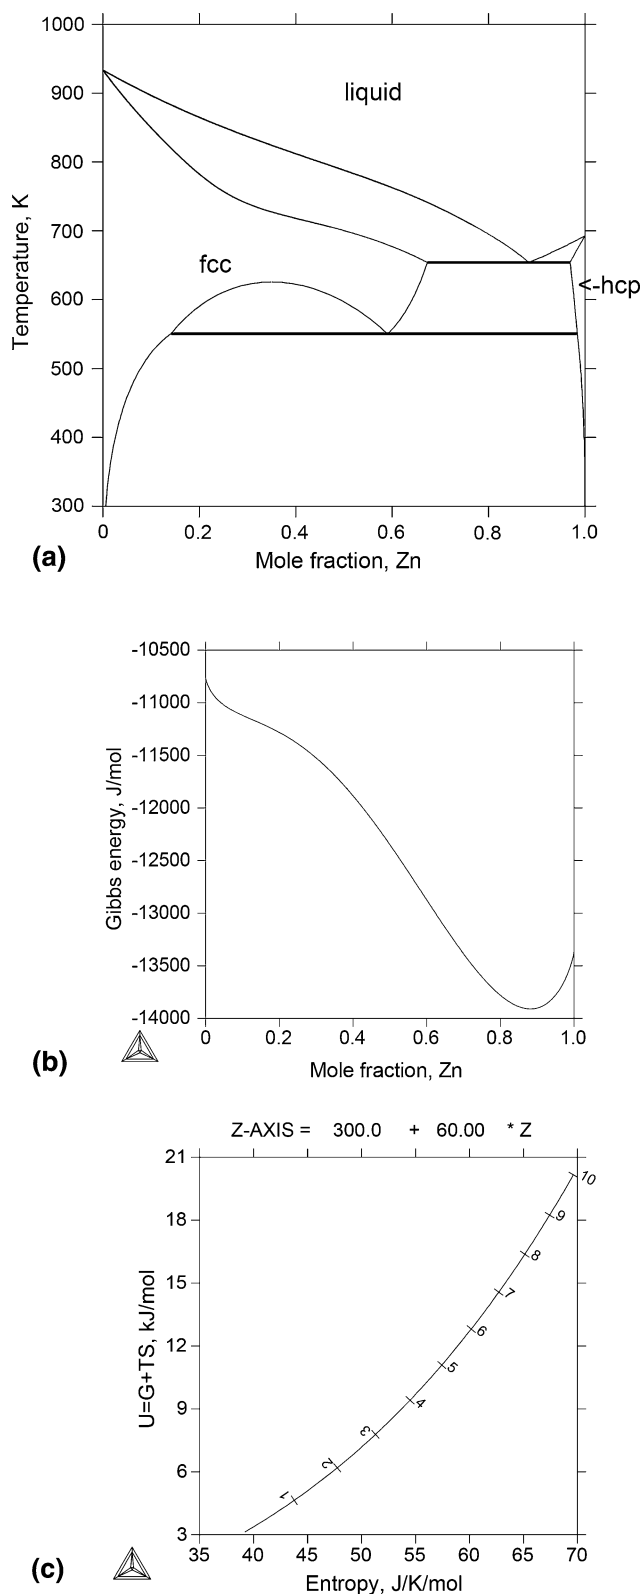 1000
900
800
700
600
500
400
300
Temperature, K
liquid
fcc
<-hcp
0 0.2 0.4 0.6 0.8 1.0
Mole fraction, Zn
(a)
-10500
-11000
-11500
-12000
-12500
-13000
-13500
-14000
Gibbs energy, J/mol
0 0.2 0.4 0.6 0.8 1.0
Mole fraction, Zn
(b)
Z-AXIS = 300.0 + 60.00 * Z
21
18
15
12
9
6
3
U=G+TS, kJ/mol
10
9
8
7
6
5
4
3
2
1
35 40 45 50 55 60 65 70
Entropy, J/K/mol
(c)